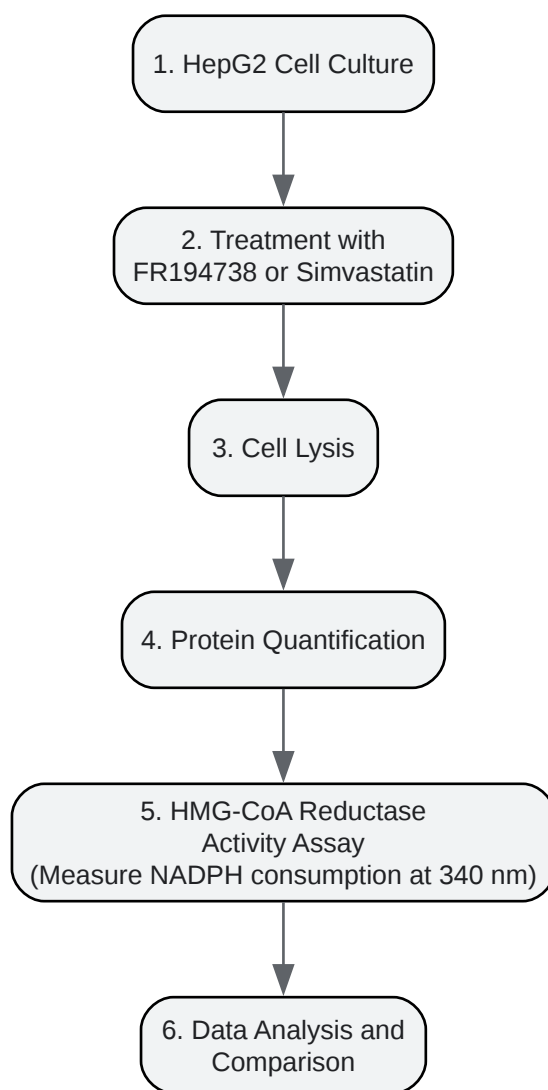 1. HepG2 Cell Culture
2. Treatment with
FR194738 or Simvastatin
3. Cell Lysis
4. Protein Quantification
5. HMG-CoA Reductase
Activity Assay
(Measure NADPH consumption at 340 nm)
6. Data Analysis and
Comparison